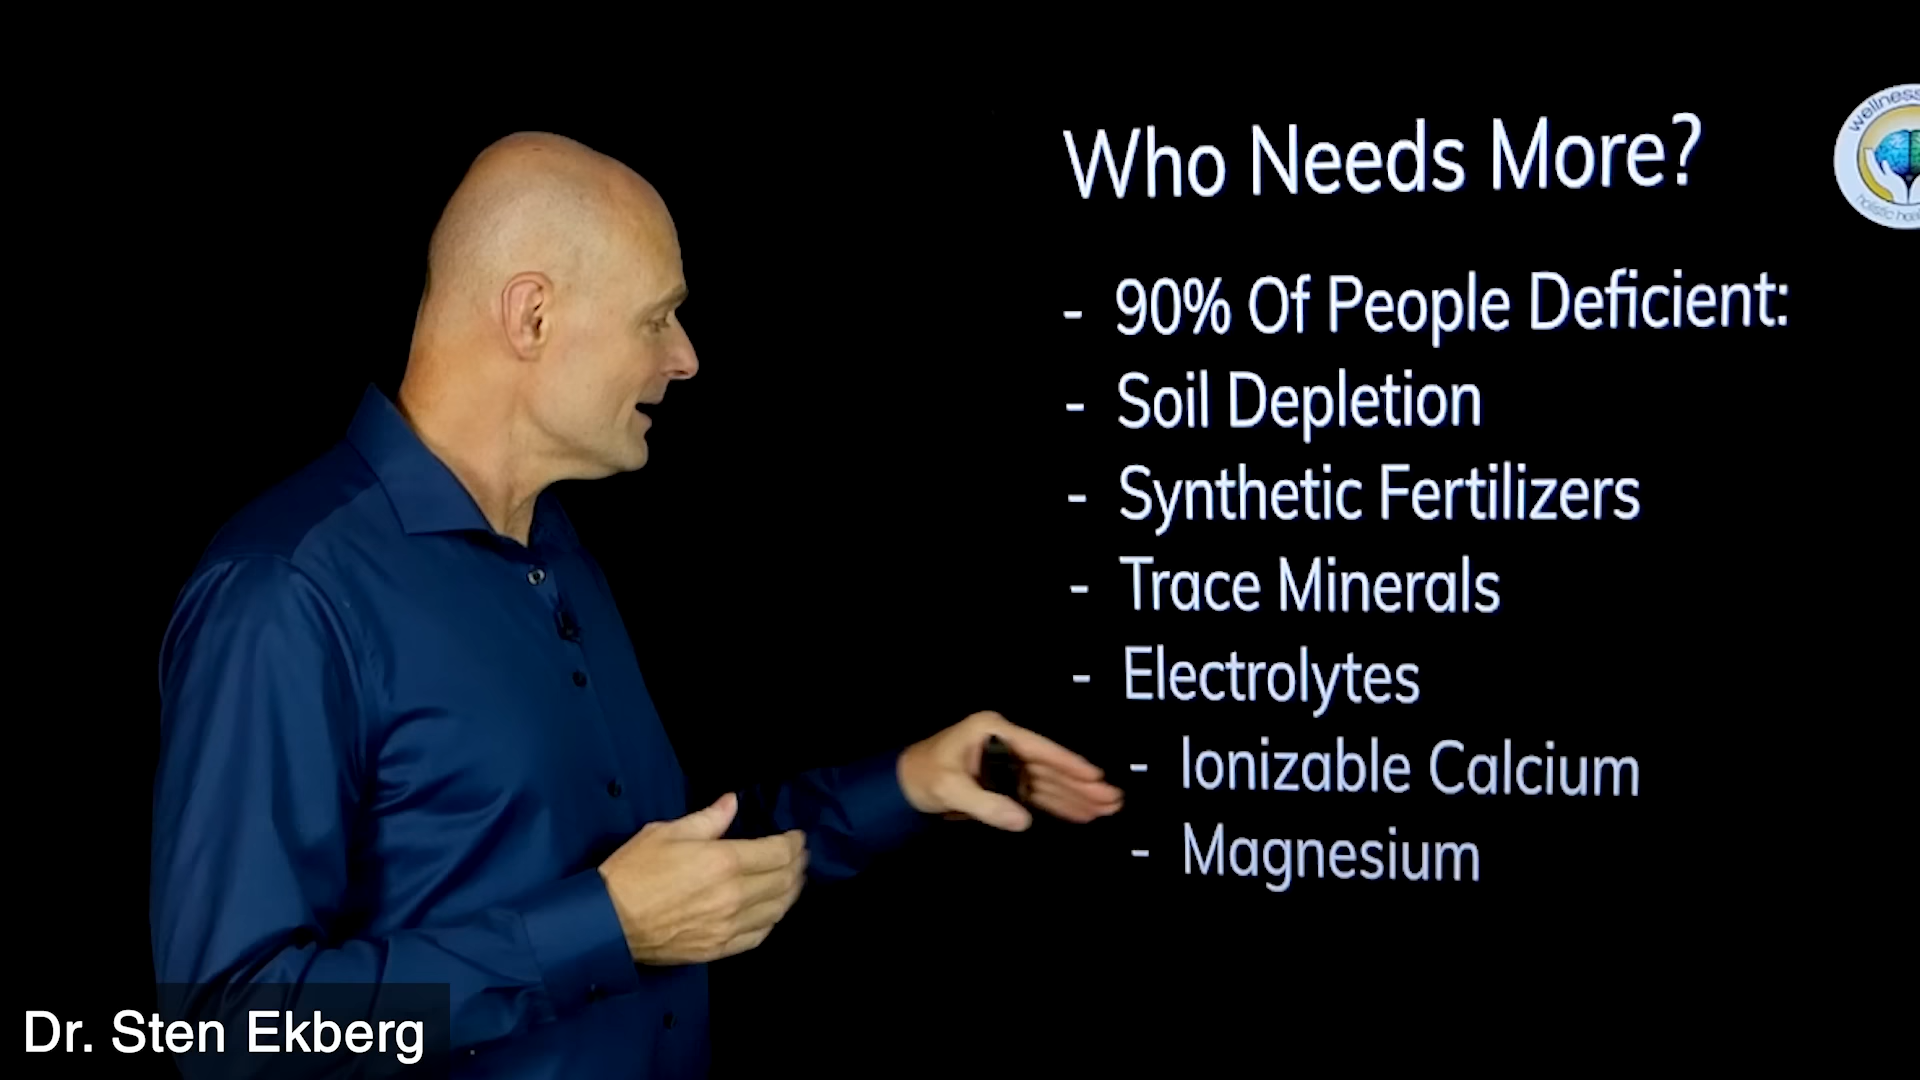 Who Needs More?
wellness
- 90% Of People Deficient:
- Soil Depletion
- Synthetic Fertilizers
- Trace Minerals
- Electrolytes
- Ionizable Calcium
- Magnesium
Dr. Sten Ekberg